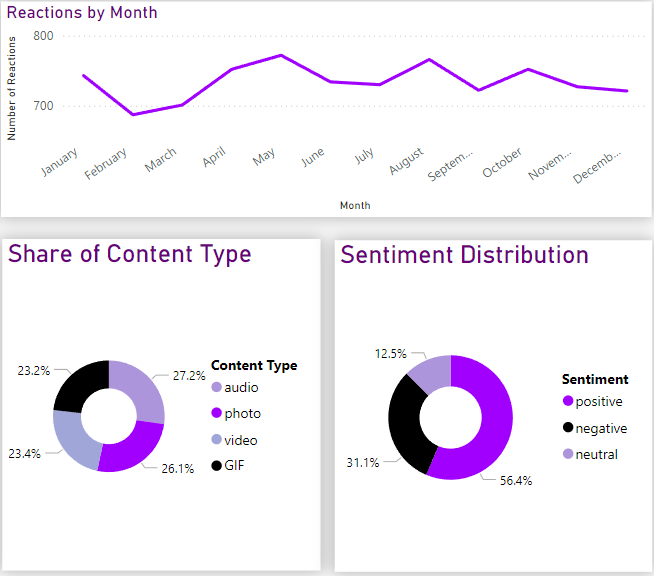 Reactions by Month
Number of Reactions
800
700
January
February
March
April
May
June
July
August
Septem...
October
Novem...
Decemb...
Month
Share of Content Type
23.2%
27.2%
23.4%
26.1%
Content Type
audio
photo
video
GIF
Sentiment Distribution
12.5%
31.1%
56.4%
Sentiment
positive
negative
neutral